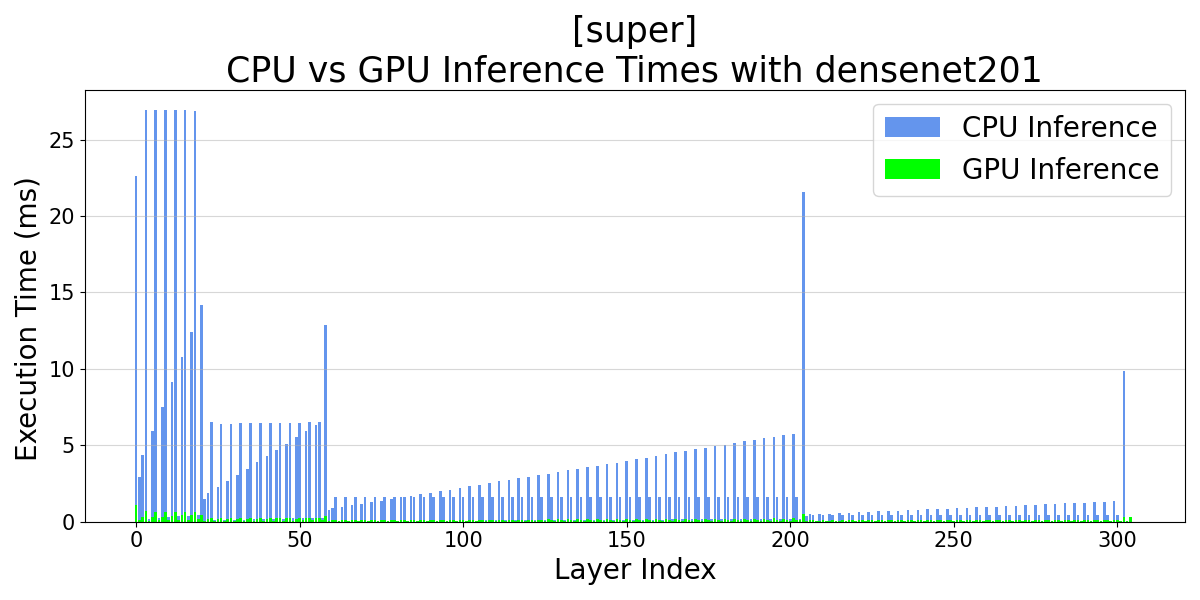 [super]
CPU vs GPU Inference Times with densenet201
CPU Inference
GPU Inference
Execution Time (ms)
25
20
15
10
5
0
0 50 100 150 200 250 300
Layer Index